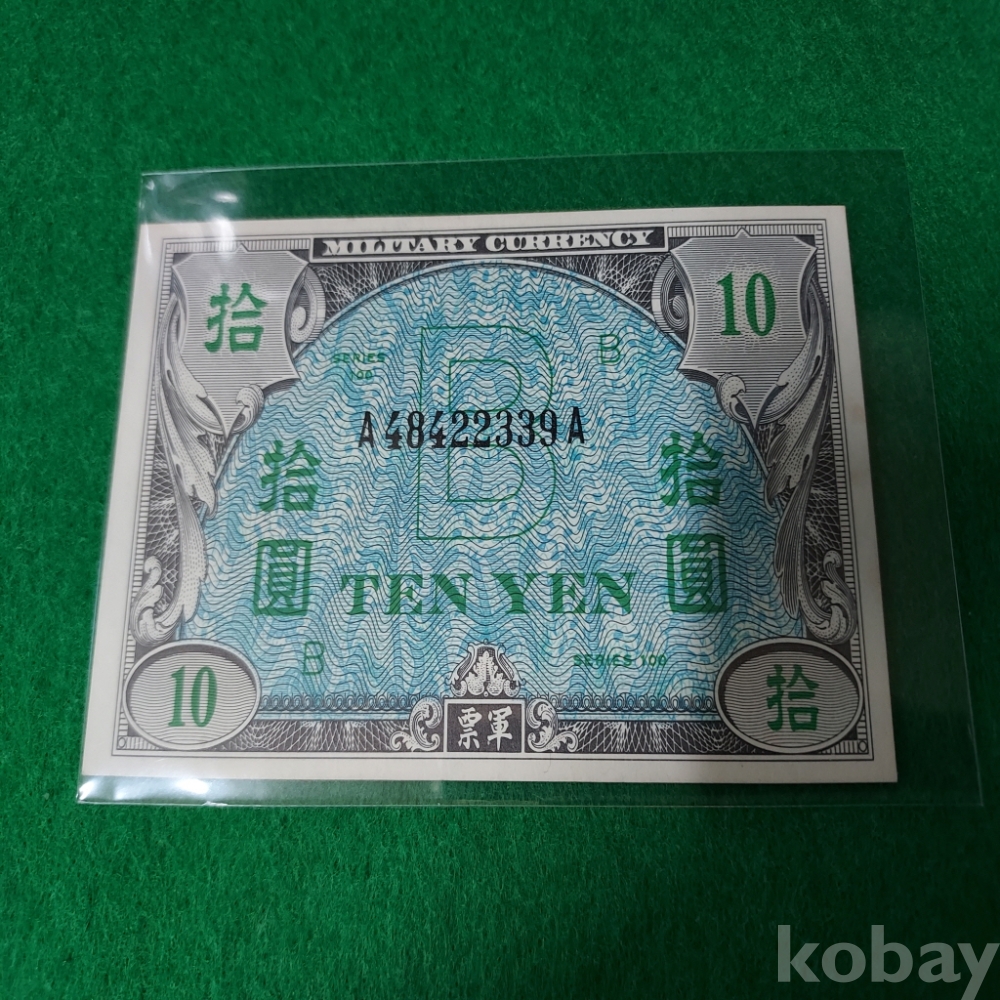 MILITARY CURRENCY
拾
10
SERIES
100
B
B
A48422339A
拾
圓
拾
圓
TEN YEN
B
SERIES 100
10
票軍
拾
kobay